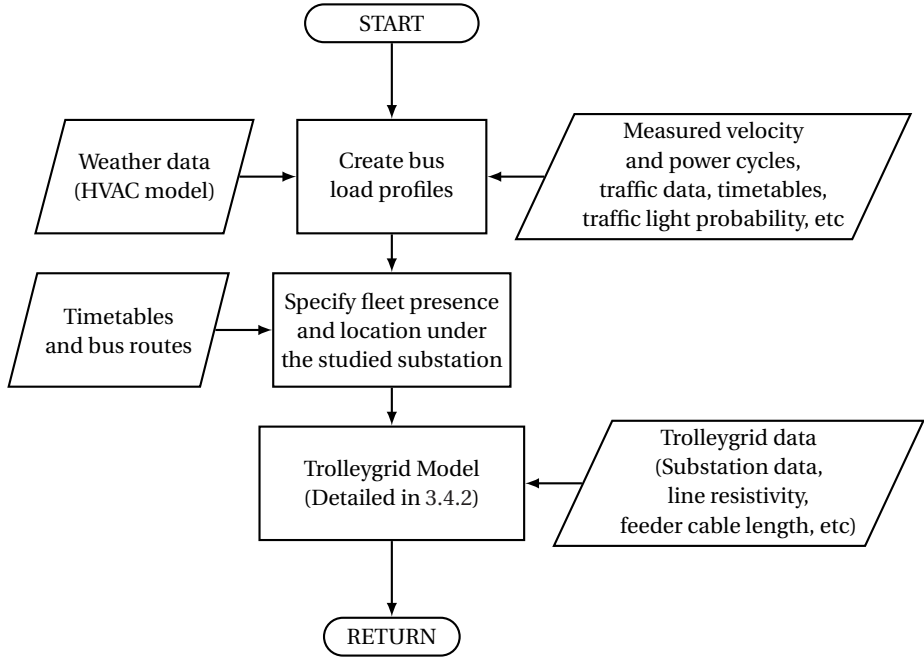 START
Weather data
(HVAC model)
Create bus
load profiles
Measured velocity
and power cycles,
traffic data, timetables,
traffic light probability, etc
Timetables
and bus routes
Specify fleet presence
and location under
the studied substation
Trolleygrid Model
(Detailed in 3.4.2)
Trolleygrid data
(Substation data,
line resistivity,
feeder cable length, etc)
RETURN